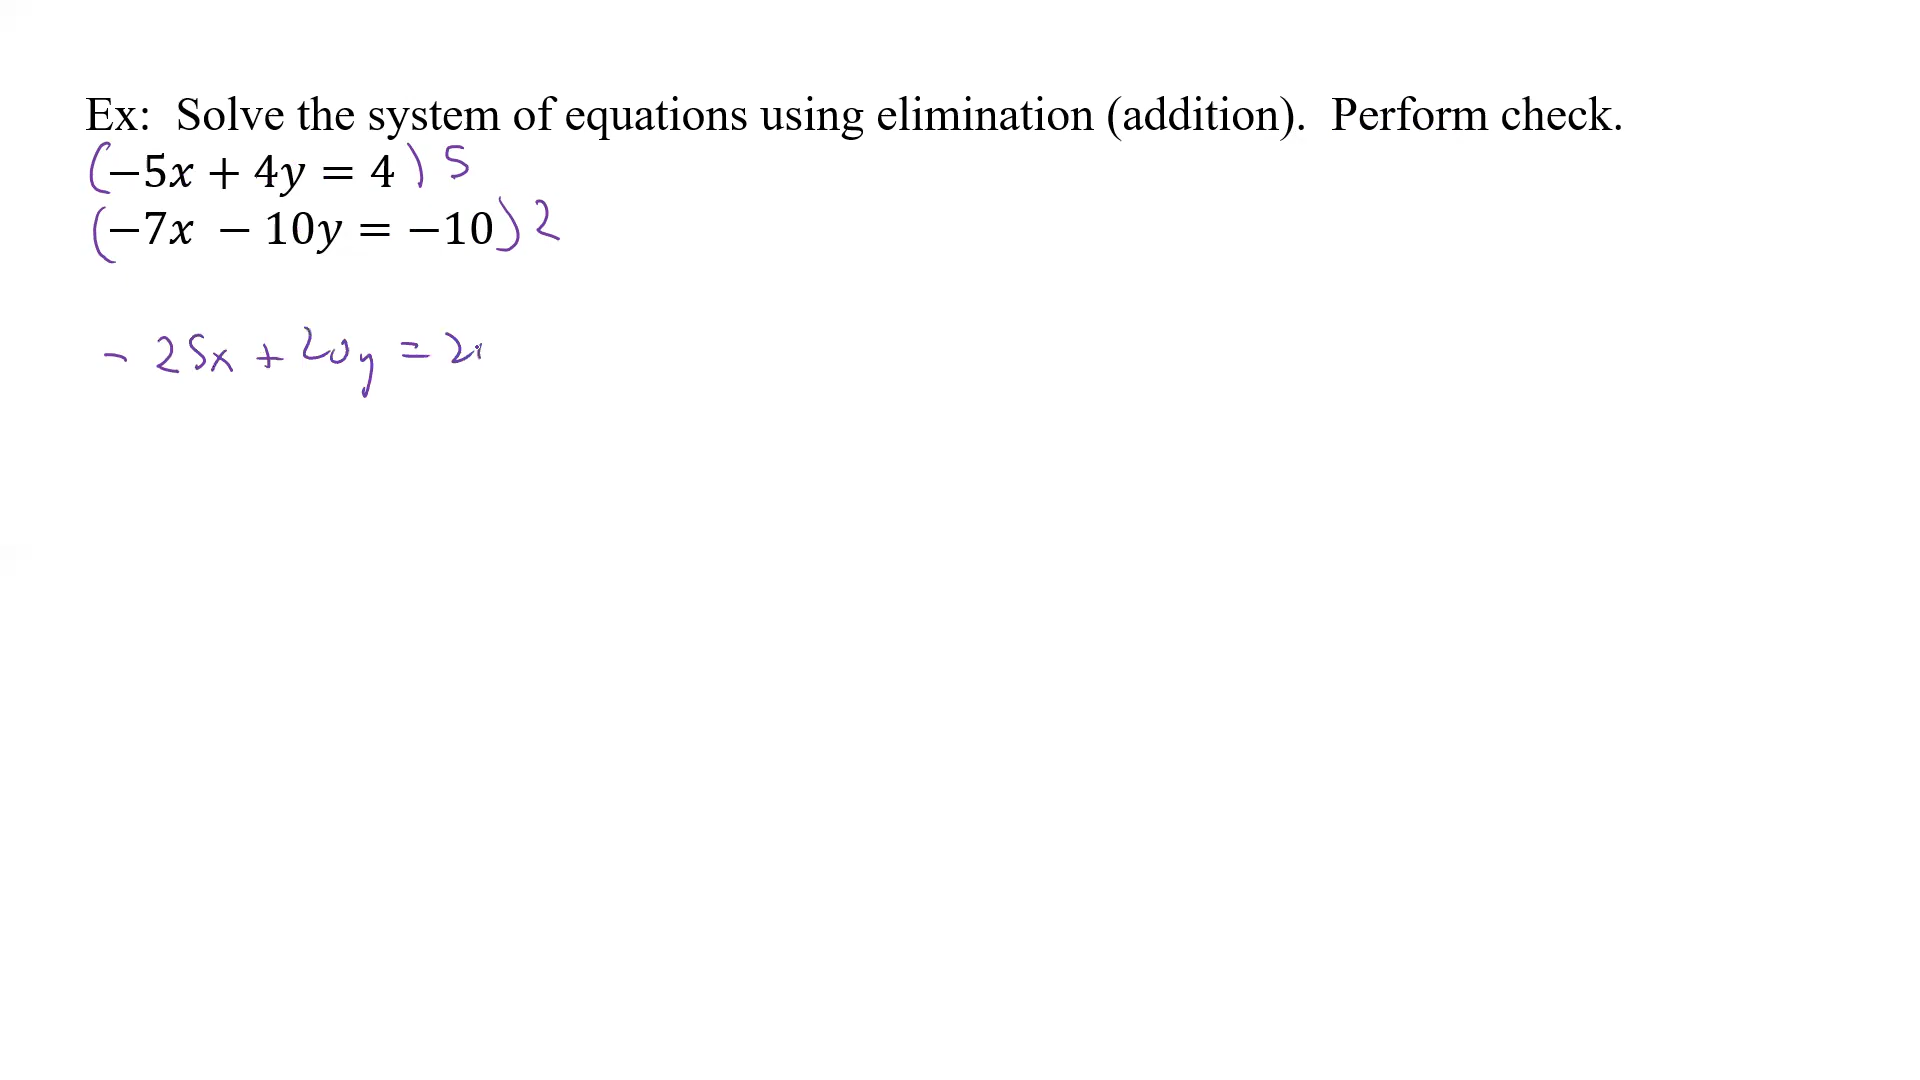 Ex: Solve the system of equations using elimination (addition). Perform check.
(−5x + 4y = 4) 5
(−7x − 10y = −10) 2
- 25x + 20y = 2